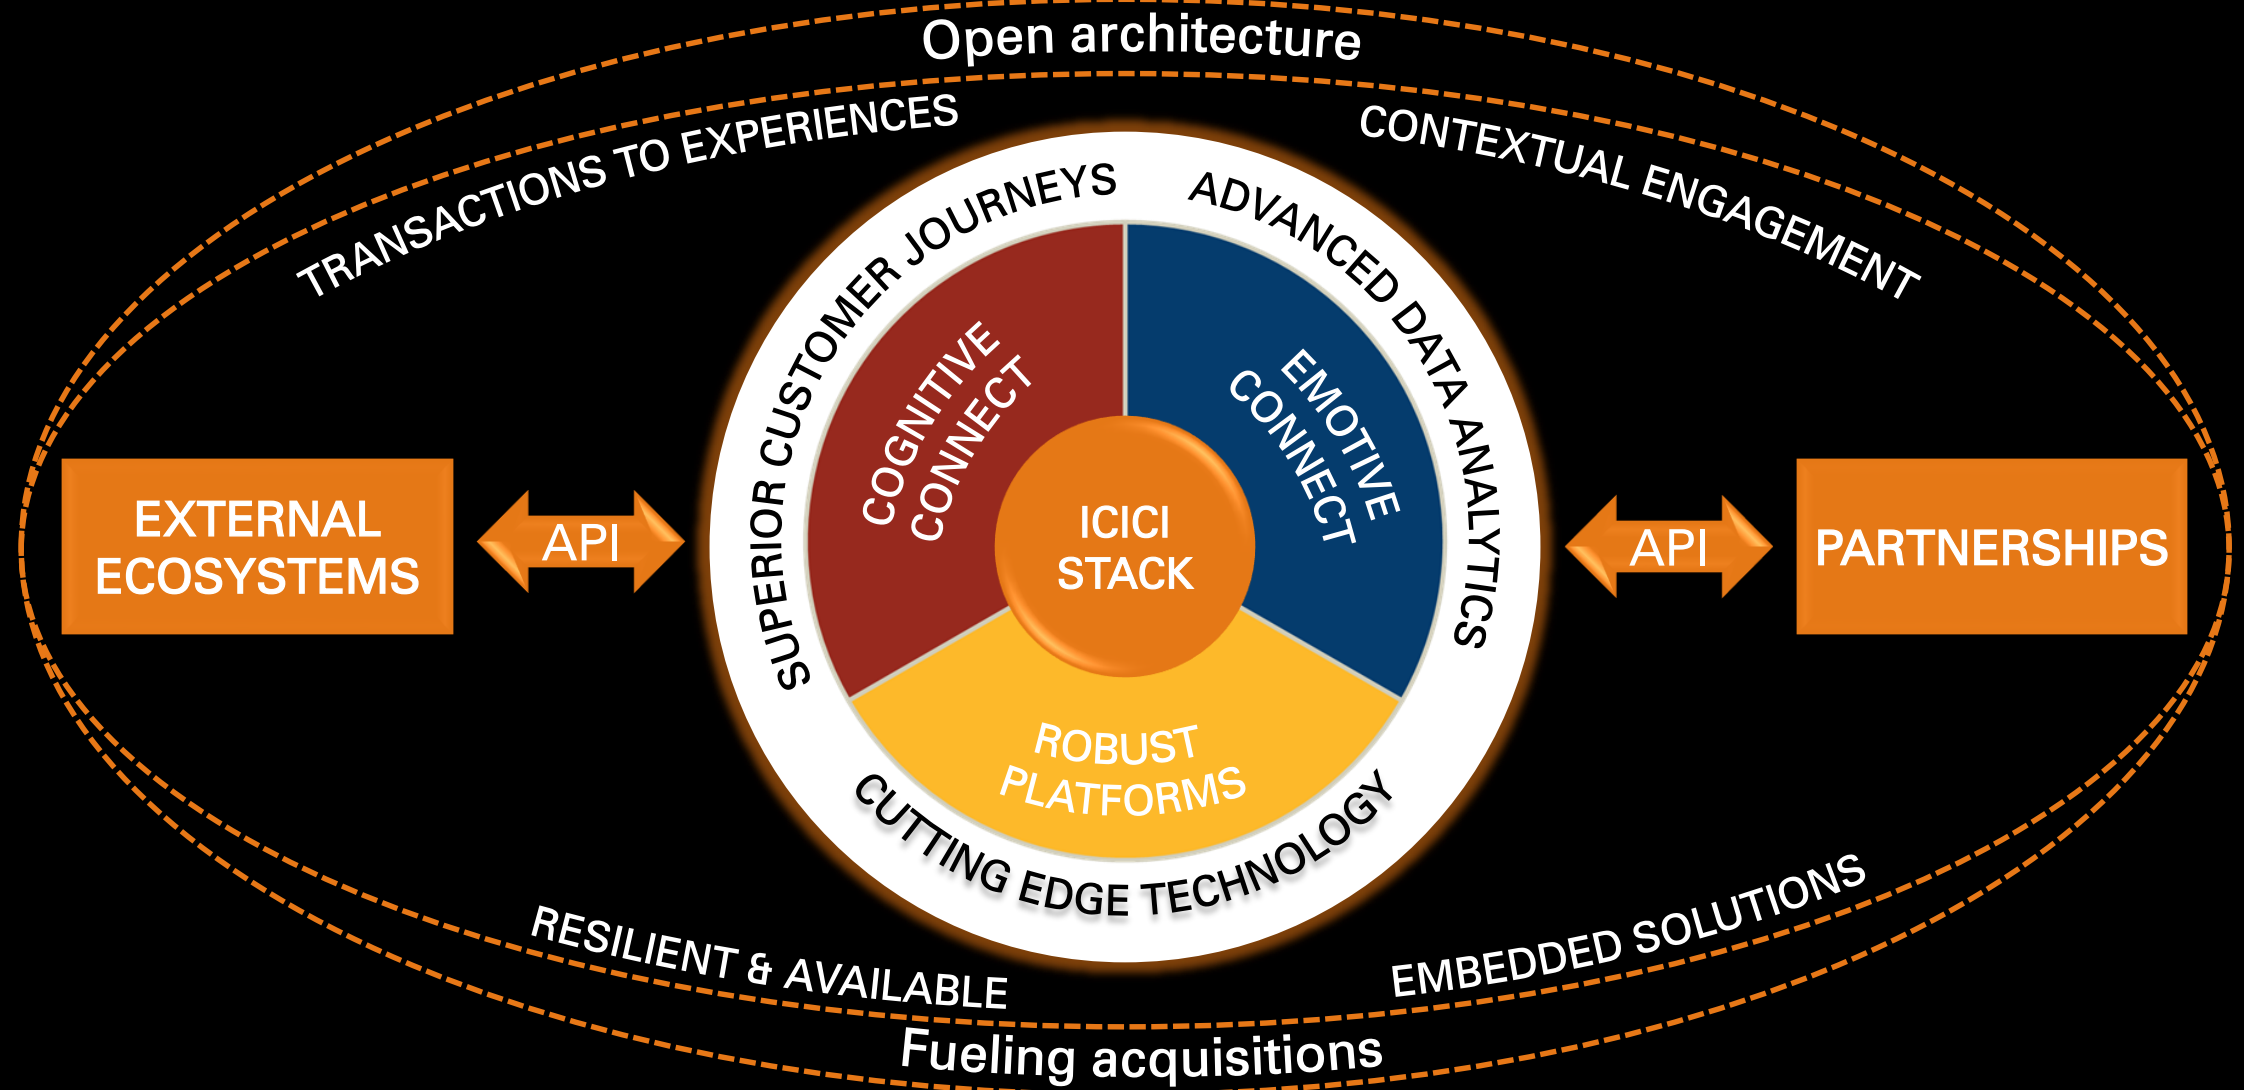 Open architecture
TRANSACTIONS TO EXPERIENCES
CONTEXTUAL ENGAGEMENT
SUPERIOR CUSTOMER JOURNEYS
ADVANCED DATA ANALYTICS
COGNITIVE
CONNECT
EMOTIVE
CONNECT
EXTERNAL
ECOSYSTEMS
API
ICICI
STACK
API
PARTNERSHIPS
ROBUST
PLATFORMS
CUTTING EDGE TECHNOLOGY
RESILIENT & AVAILABLE
EMBEDDED SOLUTIONS
Fueling acquisitions